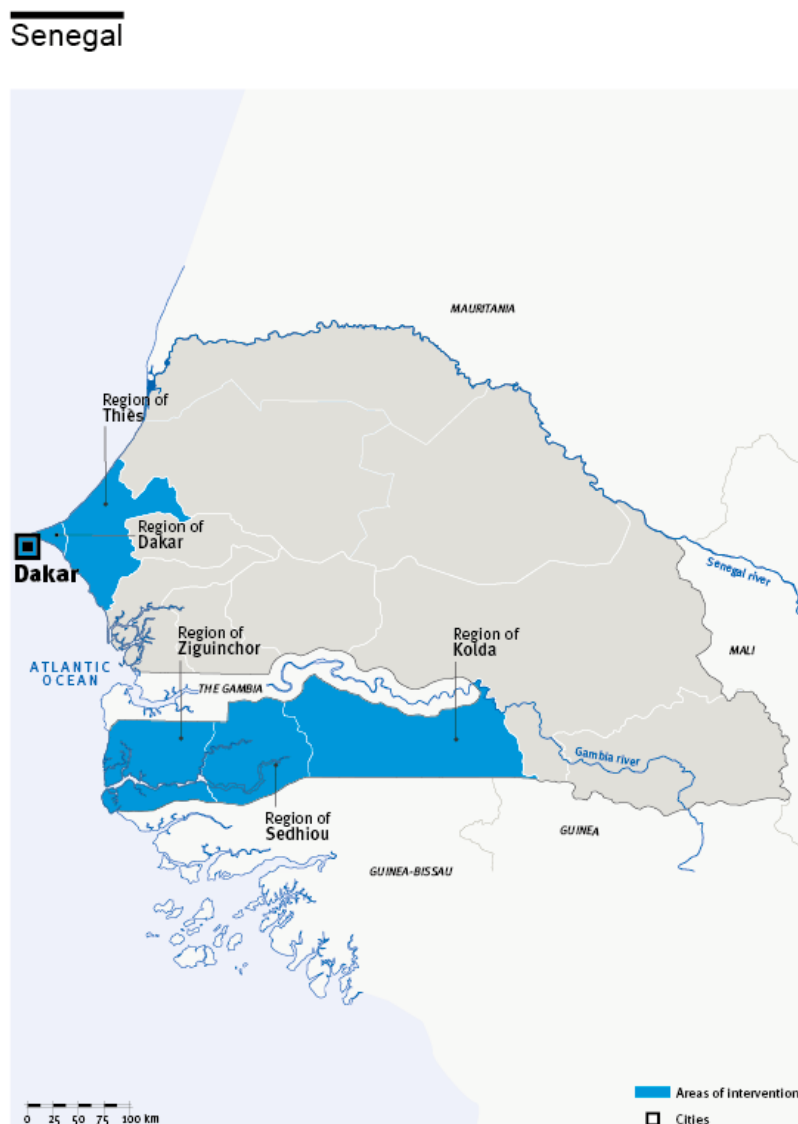 Senegal
MAURITANIA
Region of
Thiès
Region of
Dakar
Dakar
Senegal river
Region of
Ziguinchor
Region of
Kolda
MALI
ATLANTIC
OCEAN
THE GAMBIA
Gambia river
Region of
Sedhiou
GUINEA
GUINEA-BISSAU
Areas of intervention
0 25 50 75 100 km
Cities